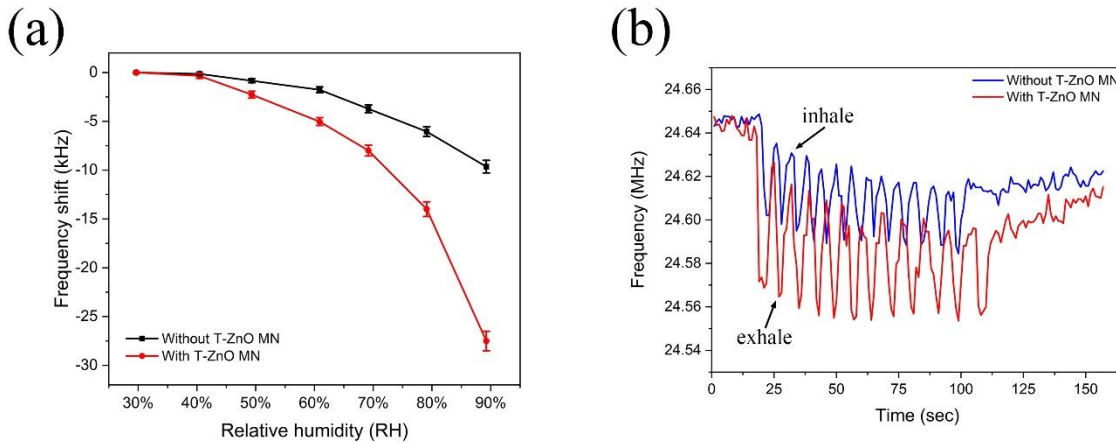 (a)
Frequency shift (kHz)
0
-5
-10
-15
-20
-25
-30
Without T-ZnO MN
With T-ZnO MN
30% 40% 50% 60% 70% 80% 90%
Relative humidity (RH)
(b)
Frequency (MHz)
24.66
24.64
24.62
24.60
24.58
24.56
24.54
Without T-ZnO MN
With T-ZnO MN
inhale
exhale
0 25 50 75 100 125 150
Time (sec)